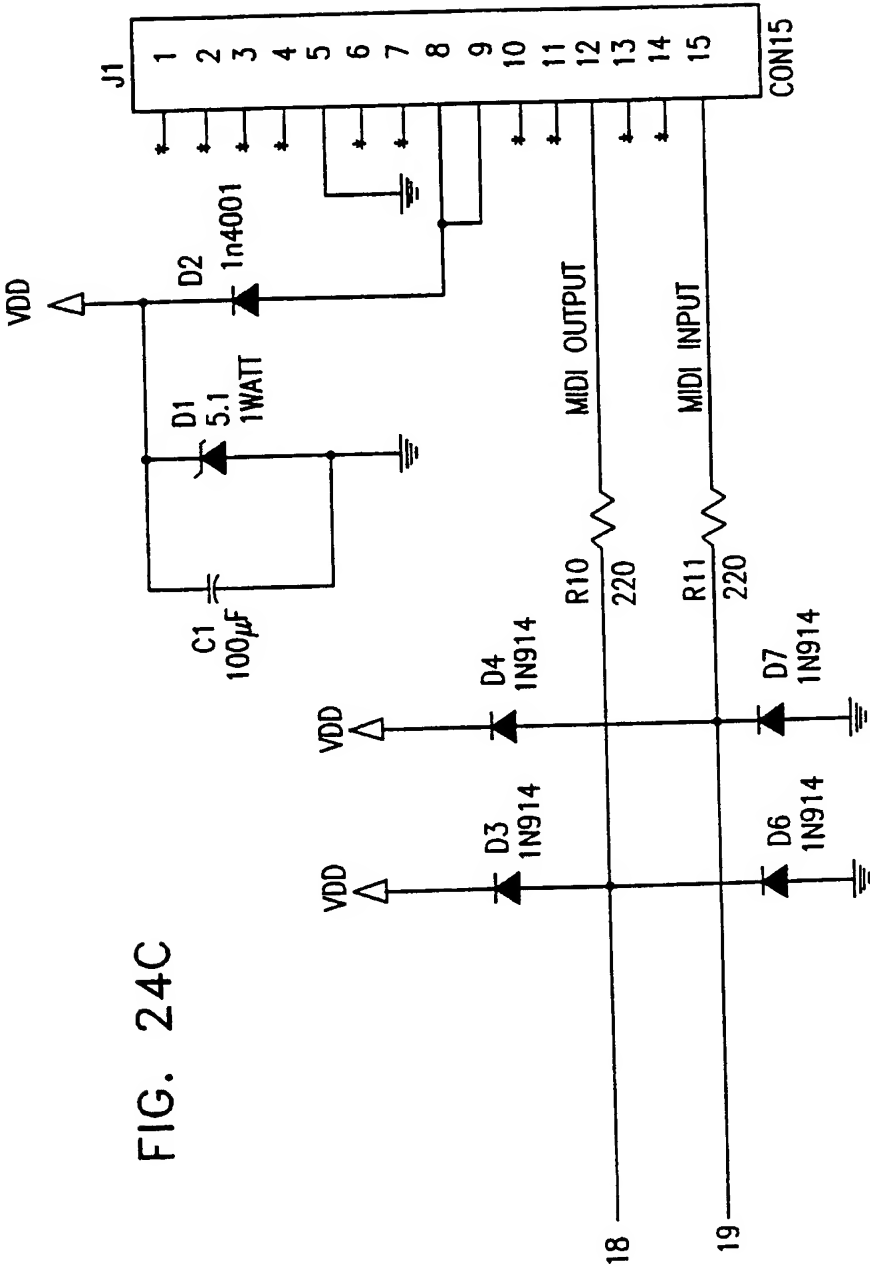 FIG. 24C
J1
1
2
3
4
5
6
7
8
9
10
11
12
13
14
15
CON15
*
*
*
*
*
*
*
*
*
*
VDD
D2
1n4001
D1
5.1
1WATT
C1
100µF
MIDI OUTPUT
MIDI INPUT
R10
220
R11
220
VDD
D4
1N914
D7
1N914
VDD
D3
1N914
D6
1N914
18
19